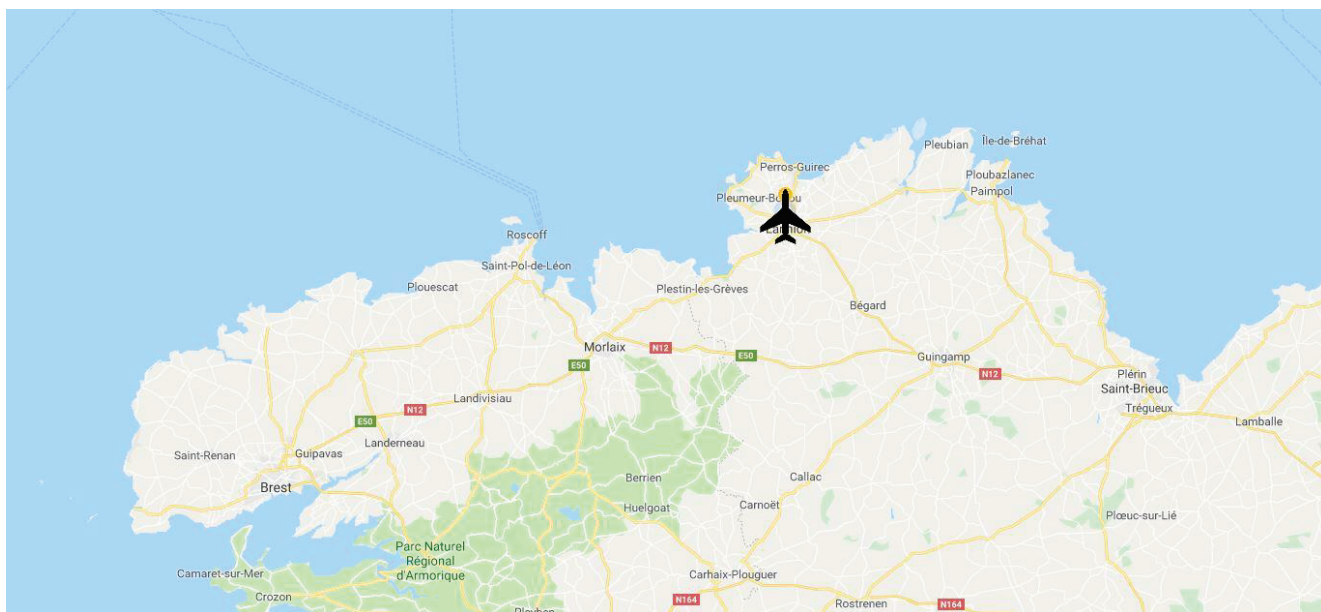 Île-de-Bréhat
Pleubian
Perros-Guirec
Ploubazlanec
Paimpol
Roscoff
Saint-Pol-de-Léon
Plouescat
Plestin-les-Grèves
Bégard
Morlaix
N12
E50
Guingamp
E50
N12
Plérin
Saint-Brieuc
Trégueux
Landivisiau
N12
E50
Lamballe
Landerneau
Saint-Renan
Guipavas
Brest
Berrien
Callac
Huelgoat
Carnoët
Plœuc-sur-Lié
Parc Naturel
Régional
d'Armorique
Camaret-sur-Mer
Carhaix-Plouguer
Crozon
N164
Rostrenen
N164